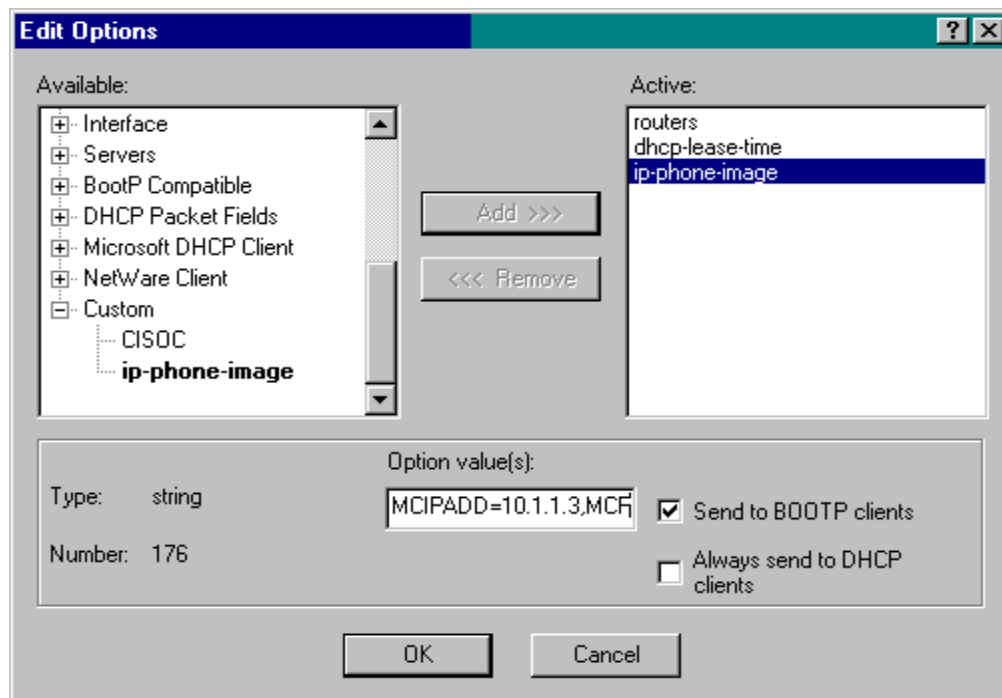 Edit Options
Available:
Interface
Servers
BootP Compatible
DHCP Packet Fields
Microsoft DHCP Client
NetWare Client
Custom
CISOC
ip-phone-image
Add >>>
<<< Remove
Active:
routers
dhcp-lease-time
ip-phone-image
Option value(s):
Type: string
MCIPADD=10.1.1.3,MCF
Send to BOOTP clients
Number: 176
Always send to DHCP
clients
OK
Cancel